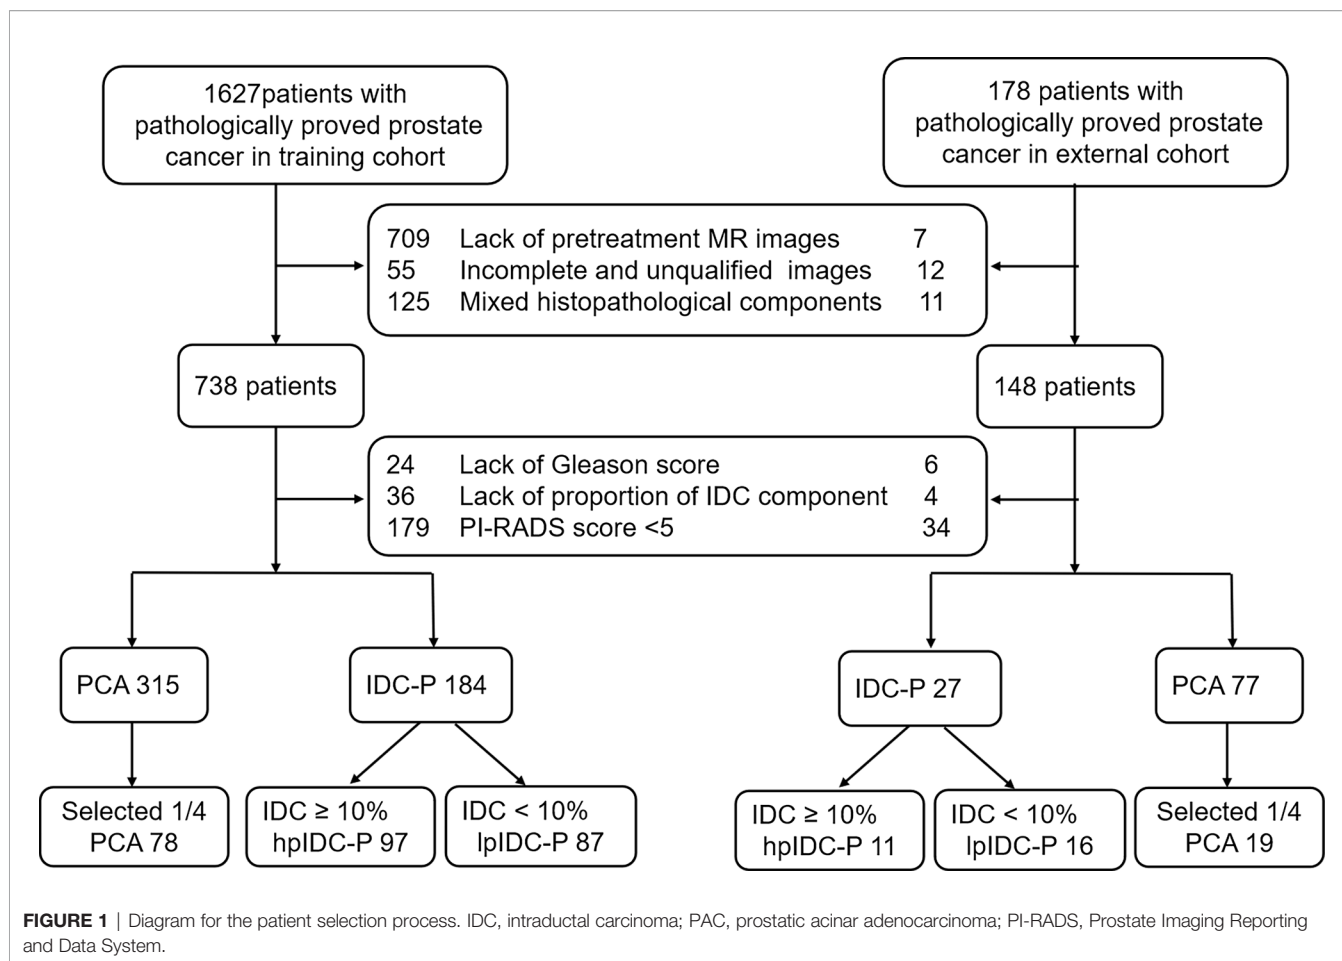 1627patients with
pathologically proved prostate
cancer in training cohort
178 patients with
pathologically proved prostate
cancer in external cohort
709 Lack of pretreatment MR images 7
55 Incomplete and unqualified images 12
125 Mixed histopathological components 11
738 patients
148 patients
24 Lack of Gleason score 6
36 Lack of proportion of IDC component 4
179 PI-RADS score <5 34
PCA 315
IDC-P 184
IDC-P 27
PCA 77
Selected 1/4
PCA 78
IDC ≥ 10%
hpIDC-P 97
IDC < 10%
lpIDC-P 87
IDC ≥ 10%
hpIDC-P 11
IDC < 10%
lpIDC-P 16
Selected 1/4
PCA 19
FIGURE 1 | Diagram for the patient selection process. IDC, intraductal carcinoma; PAC, prostatic acinar adenocarcinoma; PI-RADS, Prostate Imaging Reporting
and Data System.